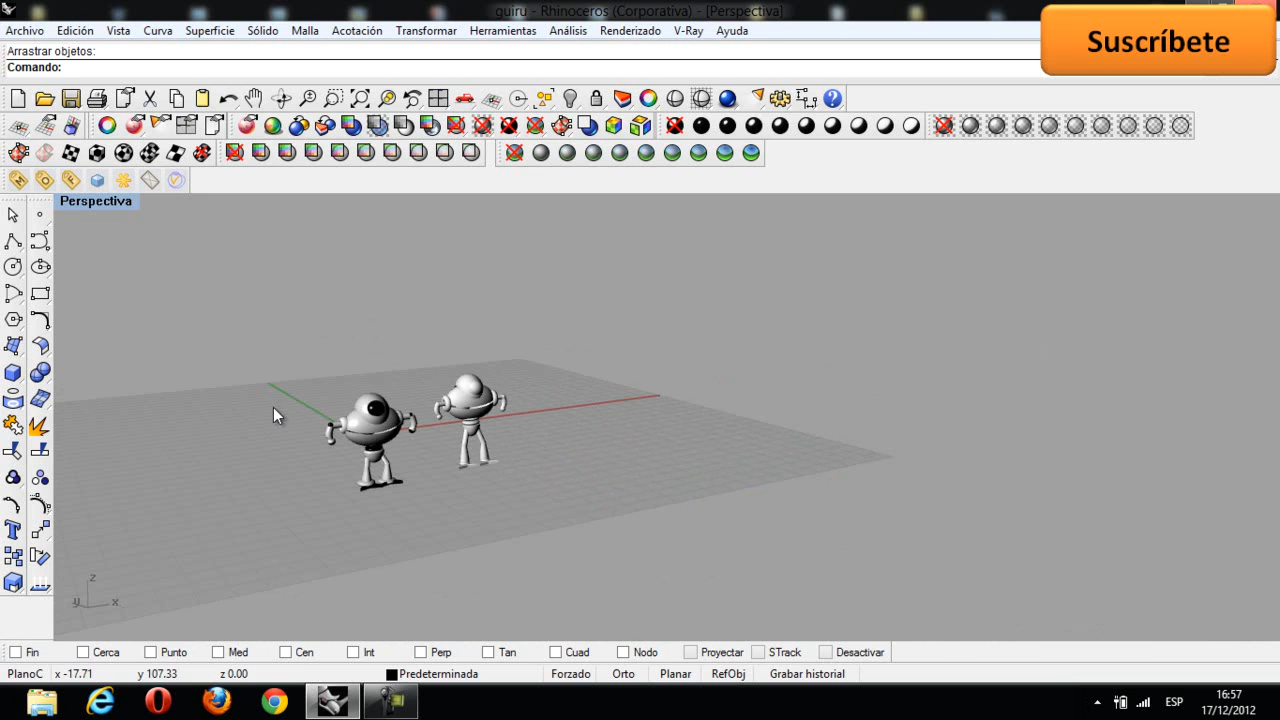 guiru - Rhinoceros (Corporativa) - [Perspectiva]
Archivo Edición Vista Curva Superficie Sólido Malla Acotación Transformar Herramientas Análisis Renderizado V-Ray Ayuda
Suscríbete
Arrastrar objetos:
Comando:
Perspectiva
z
y x
Fin Cerca Punto Med Cen Int Perp Tan Cuad Nodo Proyectar STrack Desactivar
PlanoC x -17.71 y 107.33 z 0.00 Predeterminada Forzado Orto Planar RefObj Grabar historial
ESP
16:57
17/12/2012